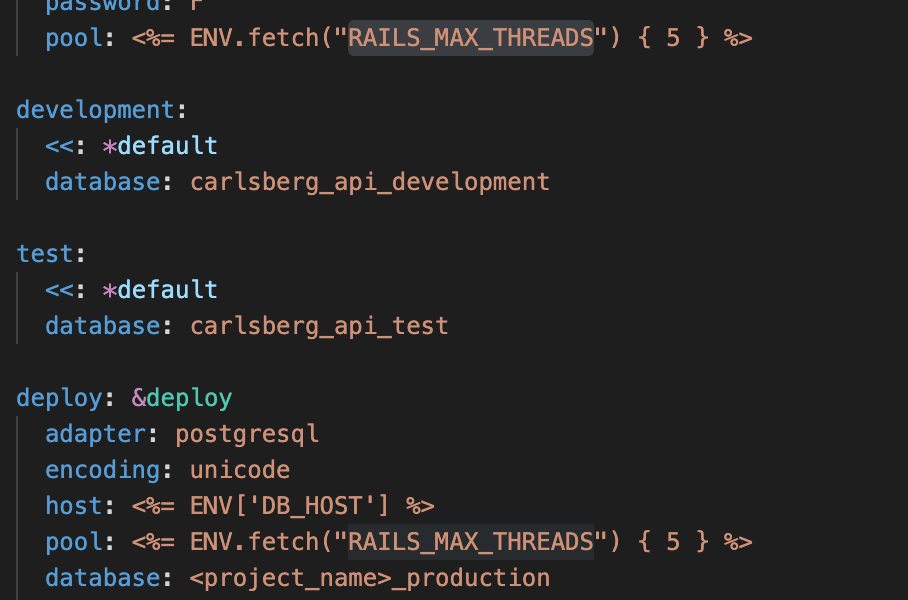 password:
pool: <%= ENV.fetch("RAILS_MAX_THREADS") { 5 } %>
development:
<<: *default
database: carlsberg_api_development
test:
<<: *default
database: carlsberg_api_test
deploy: &deploy
adapter: postgresql
encoding: unicode
host: <%= ENV['DB_HOST'] %>
pool: <%= ENV.fetch("RAILS_MAX_THREADS") { 5 } %>
database: <project_name>_production